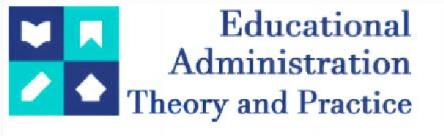 Educational
Administration
Theory and Practice